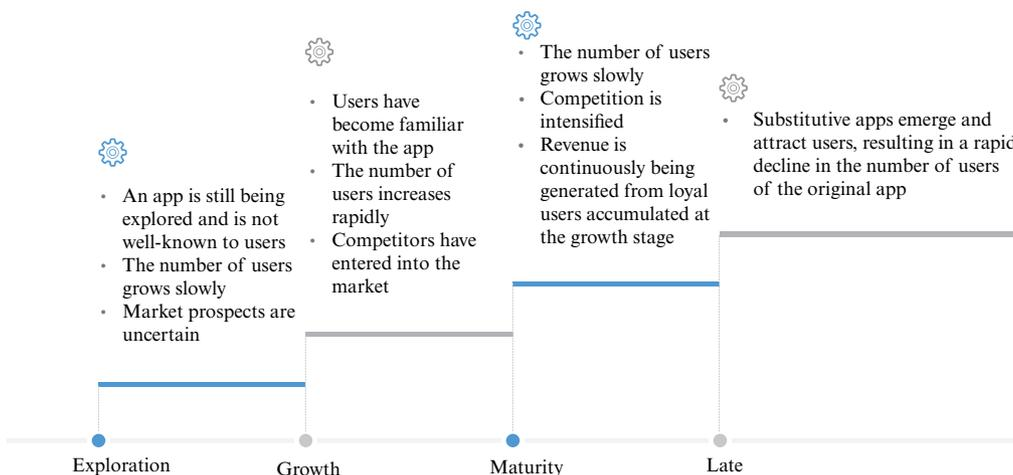 • An app is still being
explored and is not
well-known to users
• The number of users
grows slowly
• Market prospects are
uncertain
• Users have
become familiar
with the app
• The number of
users increases
rapidly
• Competitors have
entered into the
market
• The number of users
grows slowly
• Competition is
intensified
• Revenue is
continuously being
generated from loyal
users accumulated at
the growth stage
• Substitutive apps emerge and
attract users, resulting in a rapid
decline in the number of users
of the original app
Exploration
Growth
Maturity
Late